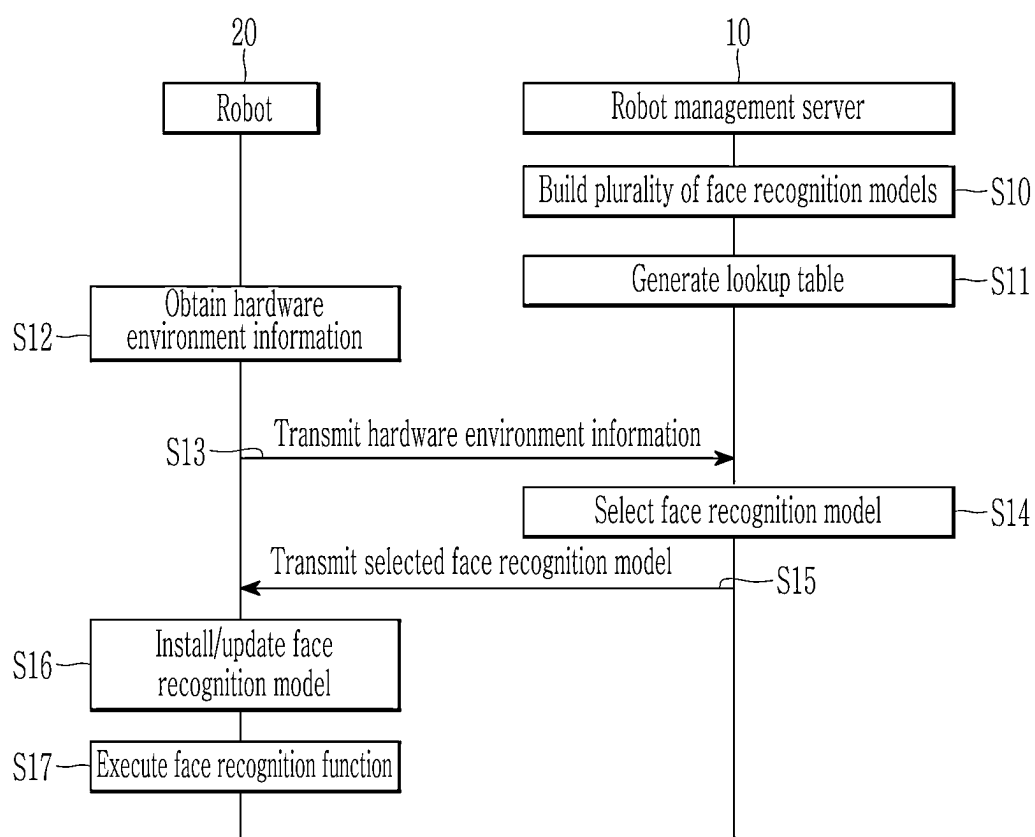 20
10
Robot
Robot management server
Build plurality of face recognition models
S10
Generate lookup table
S11
Obtain hardware
environment information
S12
Transmit hardware environment information
S13
Select face recognition model
S14
Transmit selected face recognition model
S15
Install/update face
recognition model
S16
Execute face recognition function
S17